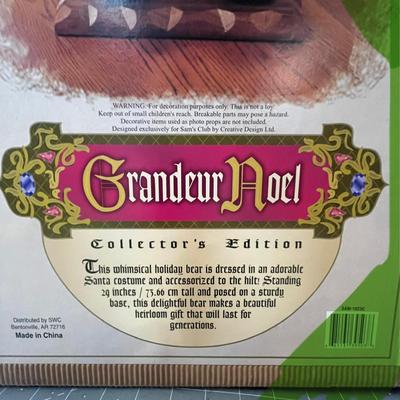 WARNING: For decoration purposes only. This is not a toy.
Keep out of small children's reach. Breakable parts may pose a hazard.
Decorative items used as photo props are not included.
Designed exclusively for Sam's Club by Creative Design Ltd.
Grandeur Noel
Collector's Edition
This whimsical holiday bear is dressed in an adorable
Santa costume and accessorized to the hilt! Standing
29 inches / 73.66 cm tall and posed on a sturdy
base, this delightful bear makes a beautiful
heirloom gift that will last for
generations.
Distributed by SWC
Bentonville, AR 72716
Made in China